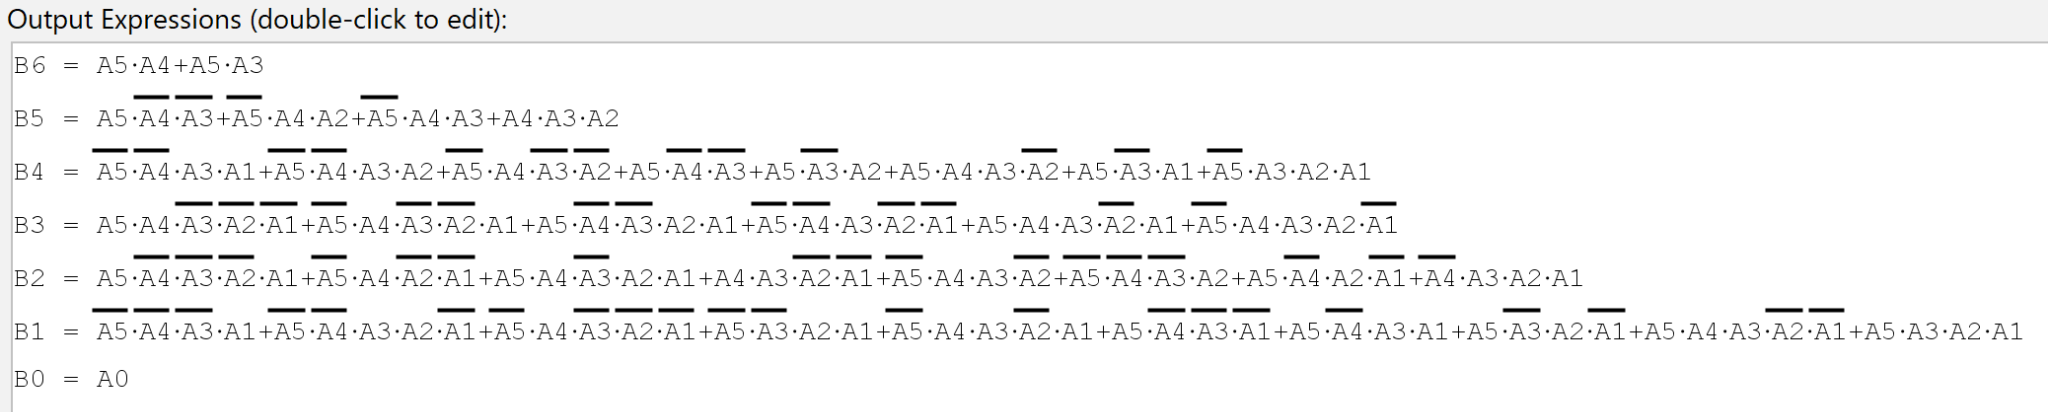 Output Expressions (double-click to edit):
B6 = A5·A4+A5·A3
B5 = A5·A4·A3+A5·A4·A2+A5·A4·A3+A4·A3·A2
B4 = A5·A4·A3·A1+A5·A4·A3·A2+A5·A4·A3·A2+A5·A4·A3+A5·A3·A2+A5·A4·A3·A2+A5·A3·A1+A5·A3·A2·A1
B3 = A5·A4·A3·A2·A1+A5·A4·A3·A2·A1+A5·A4·A3·A2·A1+A5·A4·A3·A2·A1+A5·A4·A3·A2·A1+A5·A4·A3·A2·A1
B2 = A5·A4·A3·A2·A1+A5·A4·A2·A1+A5·A4·A3·A2·A1+A4·A3·A2·A1+A5·A4·A3·A2+A5·A4·A3·A2+A5·A4·A2·A1+A4·A3·A2·A1
B1 = A5·A4·A3·A1+A5·A4·A3·A2·A1+A5·A4·A3·A2·A1+A5·A3·A2·A1+A5·A4·A3·A2·A1+A5·A4·A3·A1+A5·A4·A3·A1+A5·A3·A2·A1+A5·A4·A3·A2·A1+A5·A3·A2·A1
B0 = A0